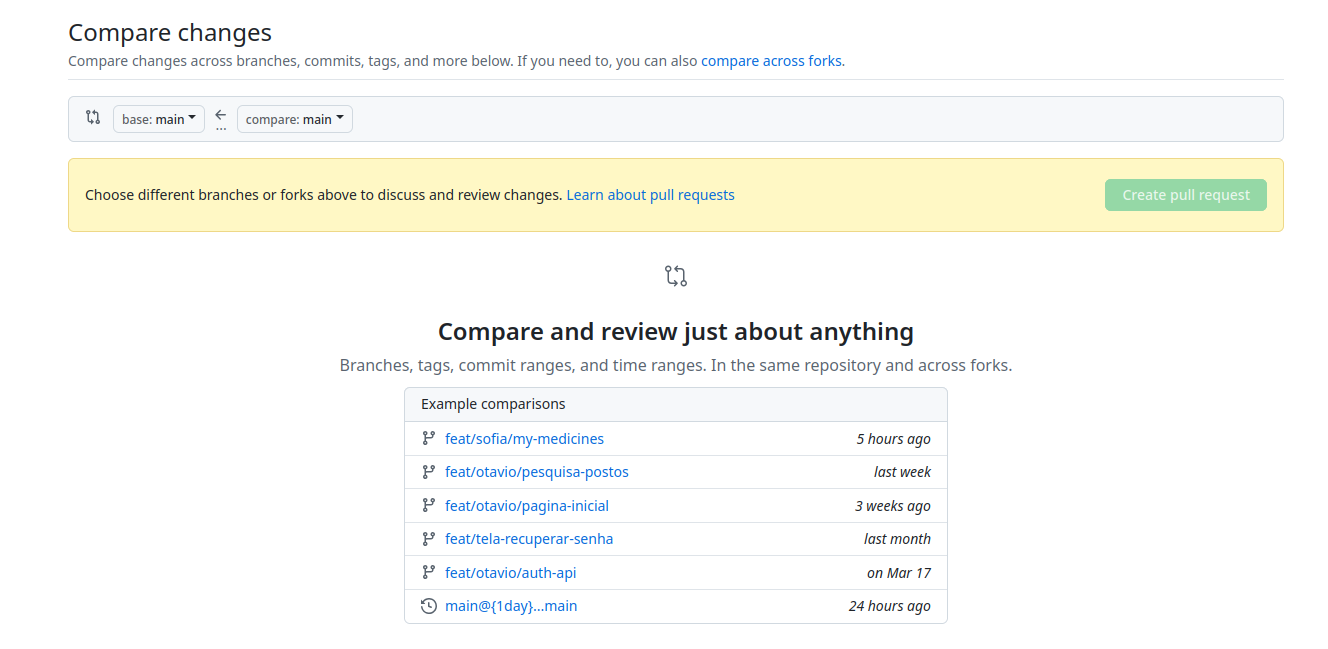 Compare changes
Compare changes across branches, commits, tags, and more below. If you need to, you can also compare across forks.
base: main ← ... compare: main
Choose different branches or forks above to discuss and review changes. Learn about pull requests Create pull request
Compare and review just about anything
Branches, tags, commit ranges, and time ranges. In the same repository and across forks.
Example comparisons
feat/sofia/my-medicines 5 hours ago
feat/otavio/pesquisa-postos last week
feat/otavio/pagina-inicial 3 weeks ago
feat/tela-recuperar-senha last month
feat/otavio/auth-api on Mar 17
main@{1day}...main 24 hours ago